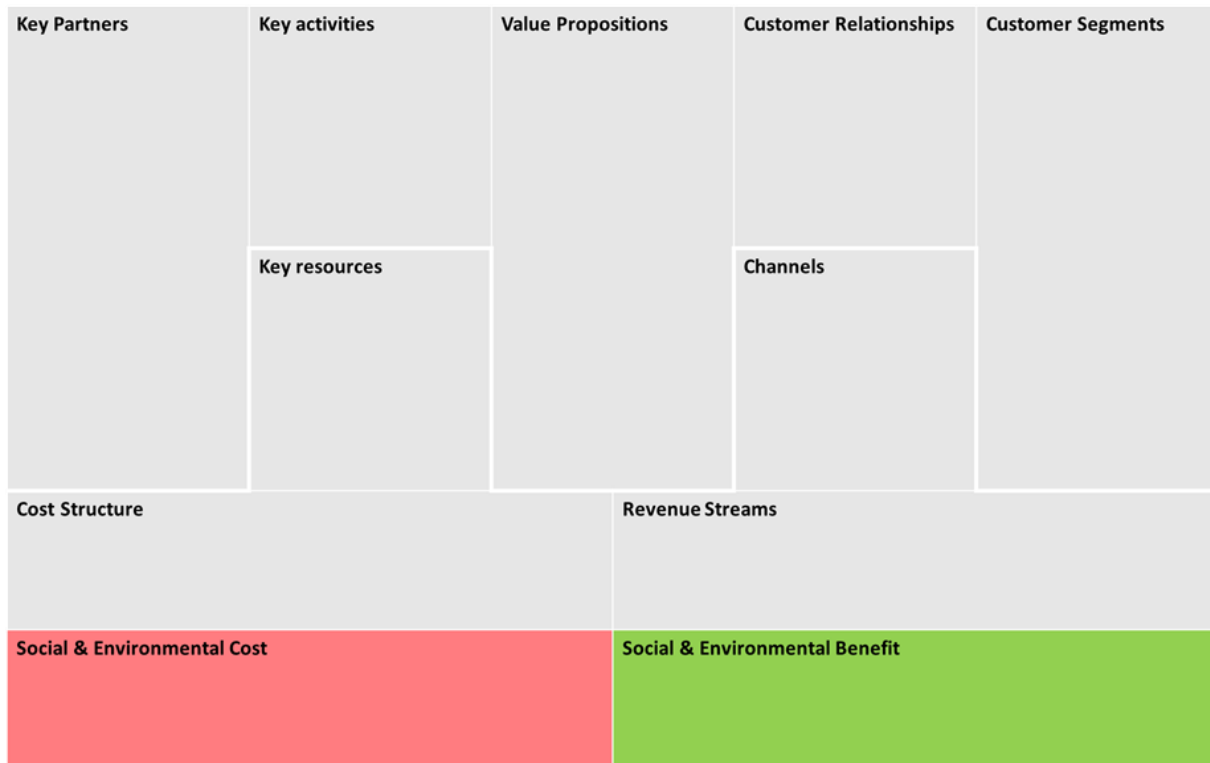 Key Partners
Key activities
Value Propositions
Customer Relationships
Customer Segments
Key resources
Channels
Cost Structure
Revenue Streams
Social & Environmental Cost
Social & Environmental Benefit